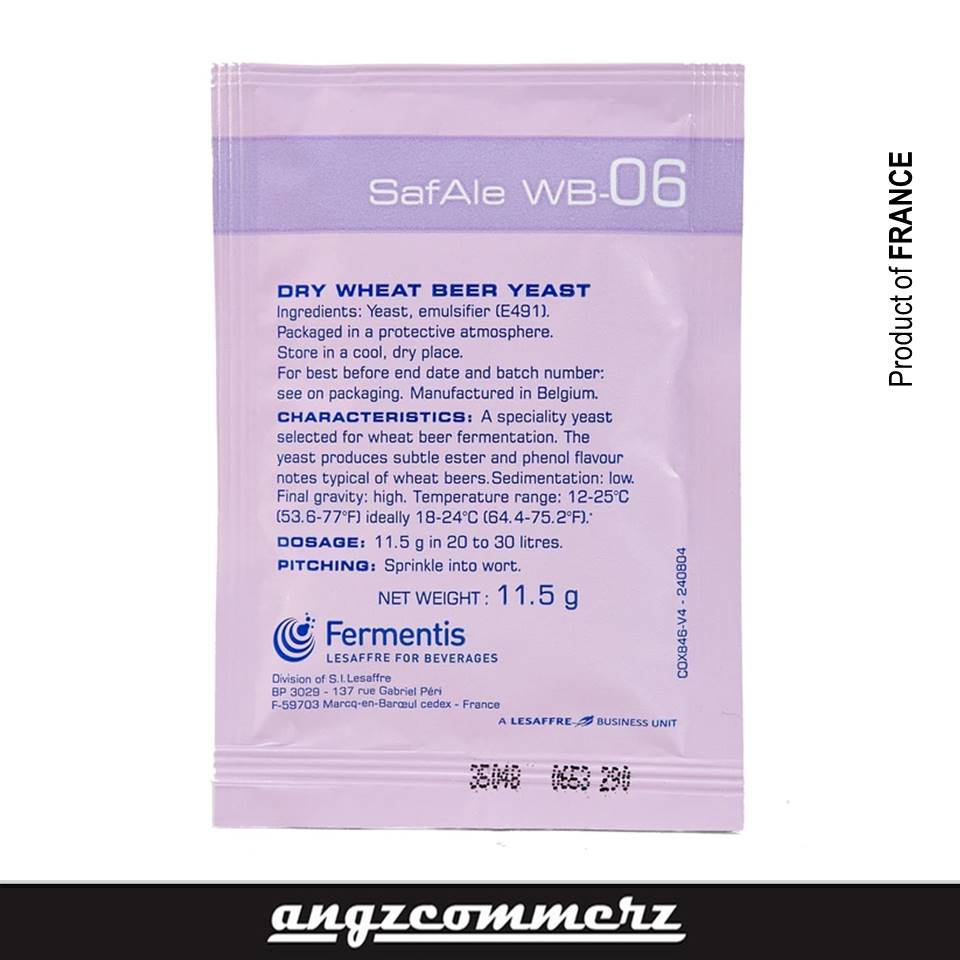 SafAle WB-06
Product of FRANCE
DRY WHEAT BEER YEAST
Ingredients: Yeast, emulsifier (E491).
Packaged in a protective atmosphere.
Store in a cool, dry place.
For best before end date and batch number:
see on packaging. Manufactured in Belgium.
CHARACTERISTICS: A speciality yeast
selected for wheat beer fermentation. The
yeast produces subtle ester and phenol flavour
notes typical of wheat beers. Sedimentation: low.
Final gravity: high. Temperature range: 12-25°C
(53.6-77°F) ideally 18-24°C (64.4-75.2°F).*
DOSAGE: 11.5 g in 20 to 30 litres.
PITCHING: Sprinkle into wort.
NET WEIGHT: 11.5 g
COX846-V4 - 240804
Fermentis
LESAFFRE FOR BEVERAGES
Division of S.I.Lesaffre
BP 3029 - 137 rue Gabriel Péri
F-59703 Marcq-en-Barœul cedex - France
A LESAFFRE BUSINESS UNIT
35048 0653 290
angzcommerz